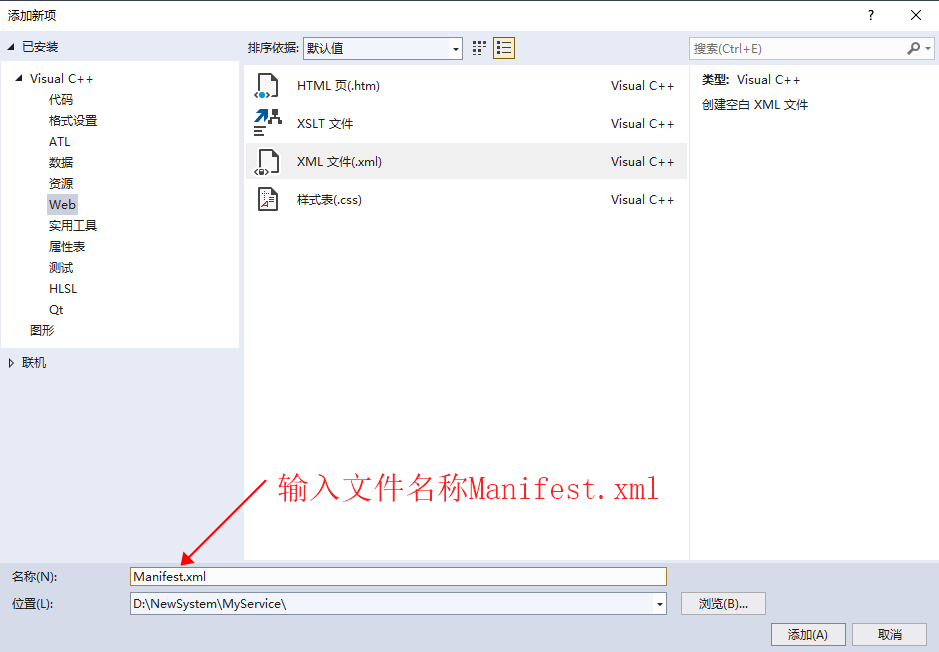 添加新项
?
已安装
排序依据: 默认值
搜索(Ctrl+E)
Visual C++
代码
格式设置
ATL
数据
资源
Web
实用工具
属性表
测试
HLSL
Qt
图形
联机
HTML 页(.htm) Visual C++
XSLT 文件 Visual C++
XML 文件(.xml) Visual C++
样式表(.css) Visual C++
类型: Visual C++
创建空白 XML 文件
输入文件名称Manifest.xml
名称(N): Manifest.xml
位置(L): D:\NewSystem\MyService\
浏览(B)...
添加(A)
取消